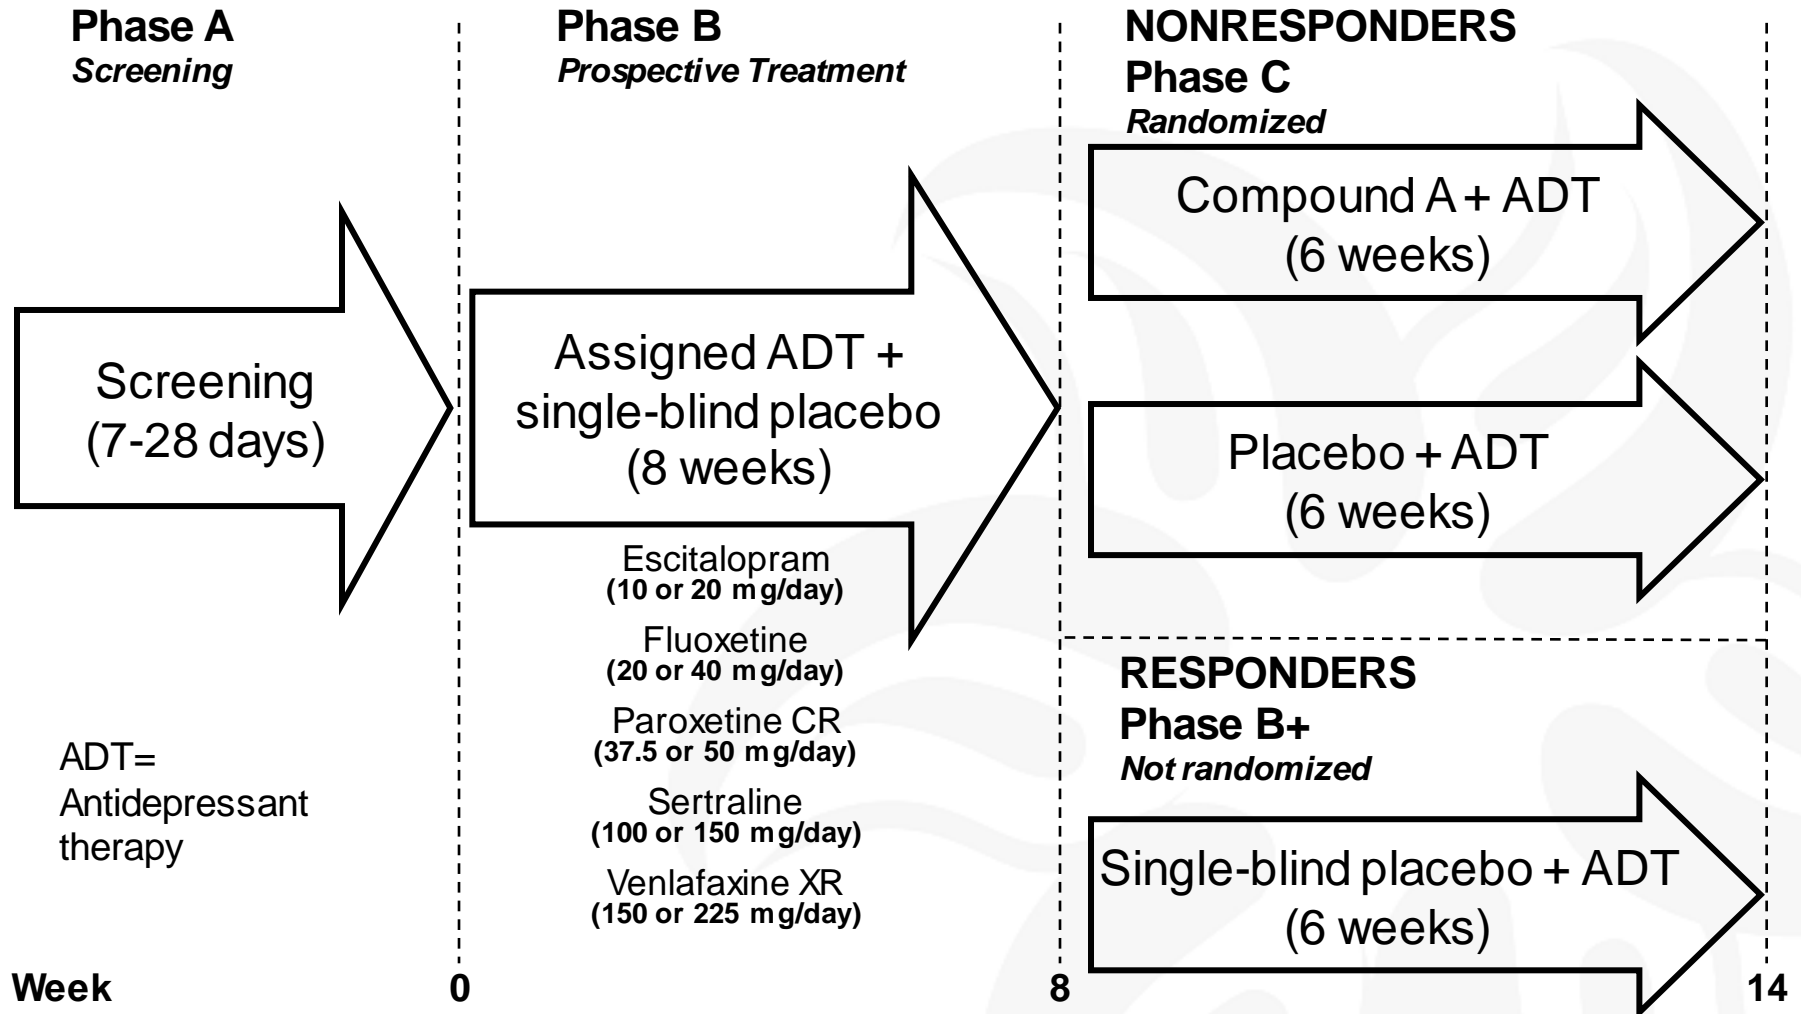 Phase A
Screening
Screening
(7-28 days)
ADT=
Antidepressant
therapy
Phase B
Prospective Treatment
Assigned ADT +
single-blind placebo
(8 weeks)
Escitalopram
(10 or 20 mg/day)
Fluoxetine
(20 or 40 mg/day)
Paroxetine CR
(37.5 or 50 mg/day)
Sertraline
(100 or 150 mg/day)
Venlafaxine XR
(150 or 225 mg/day)
NONRESPONDERS
Phase C
Randomized
Compound A + ADT
(6 weeks)
Placebo + ADT
(6 weeks)
RESPONDERS
Phase B+
Not randomized
Single-blind placebo + ADT
(6 weeks)
Week 0 8 14